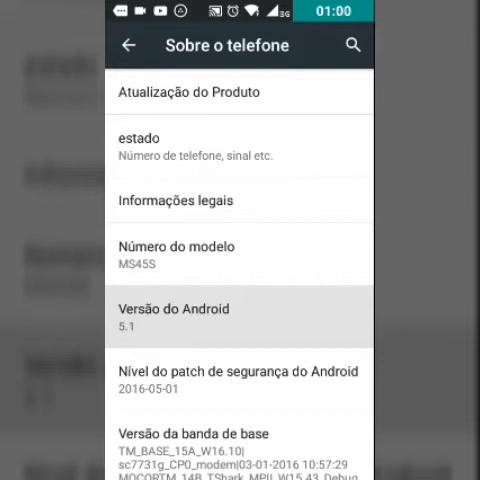 3G 01:00
Sobre o telefone
Atualização do Produto
estado
Número de telefone, sinal etc.
Informações legais
Número do modelo
MS45S
Versão do Android
5.1
Nível do patch de segurança do Android
2016-05-01
Versão da banda de base
TM_BASE_15A_W16.10|
sc7731g_CP0_modem|03-01-2016 10:57:29
MOCORTM_14B_TShark_MPII_W15.43_Debug